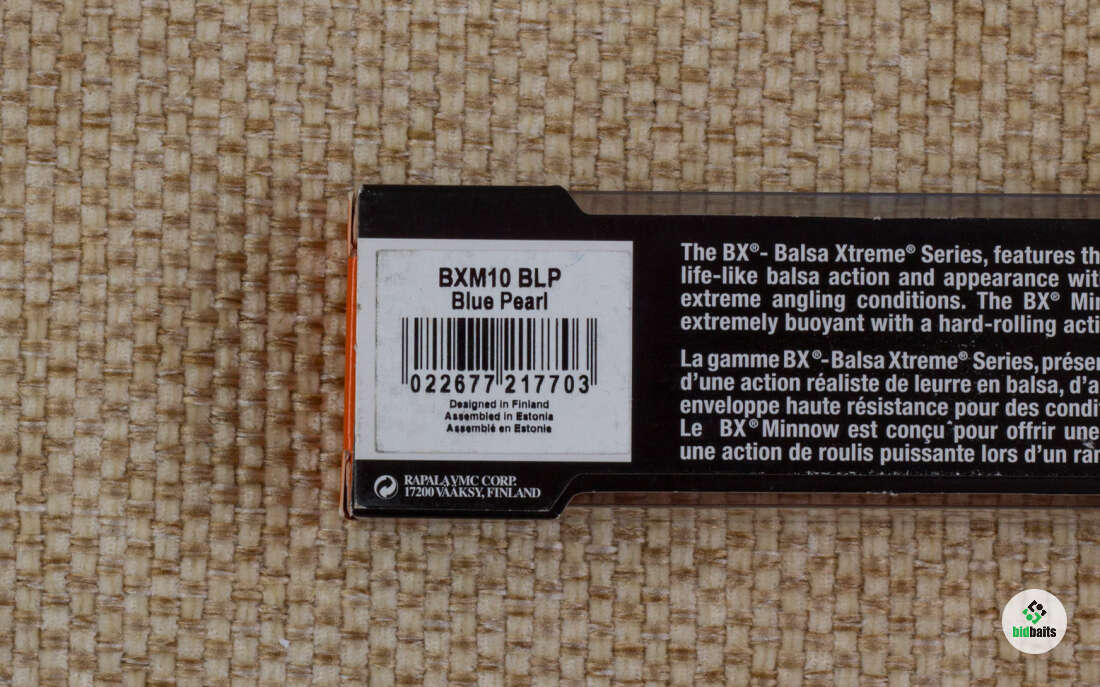 BXM10 BLP
Blue Pearl
022677 217703
Designed in Finland
Assembled in Estonia
Assemblé en Estonie
RAPALA VMC CORP.
17200 VÄÄKSY, FINLAND
The BX®- Balsa Xtreme® Series, features th
life-like balsa action and appearance wit
extreme angling conditions. The BX® Mi
extremely buoyant with a hard-rolling acti
La gamme BX®-Balsa Xtreme® Series, prése
d'une action réaliste de leurre en balsa, d'a
enveloppe haute résistance pour des condi
Le BX® Minnow est conçu pour offrir une
une action de roulis puissante lors d'un ra
bidbaits